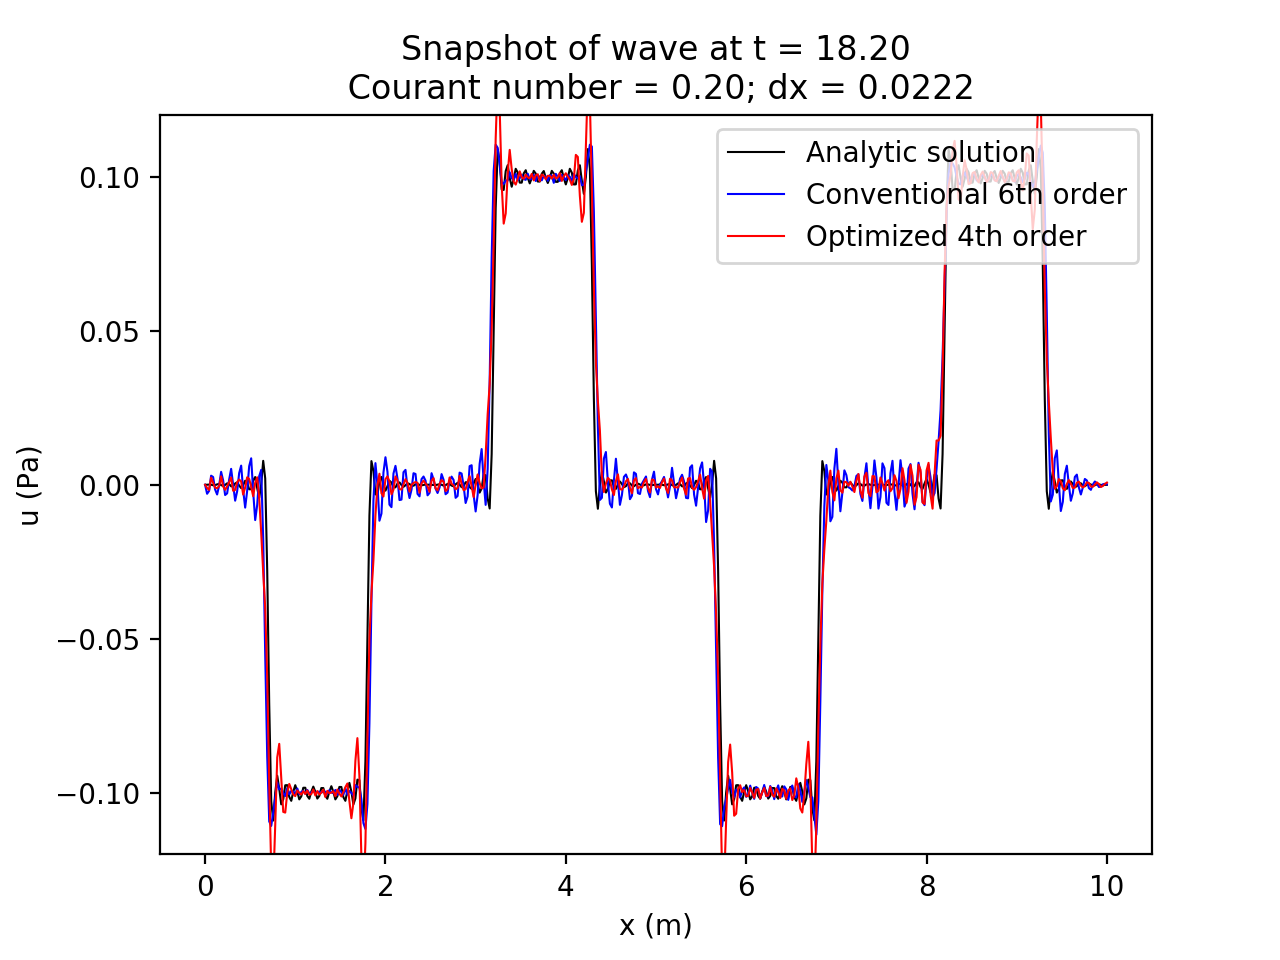 Snapshot of wave at t = 18.20
Courant number = 0.20; dx = 0.0222
Analytic solution
Conventional 6th order
Optimized 4th order
0.10
0.05
0.00
−0.05
−0.10
u (Pa)
0 2 4 6 8 10
x (m)